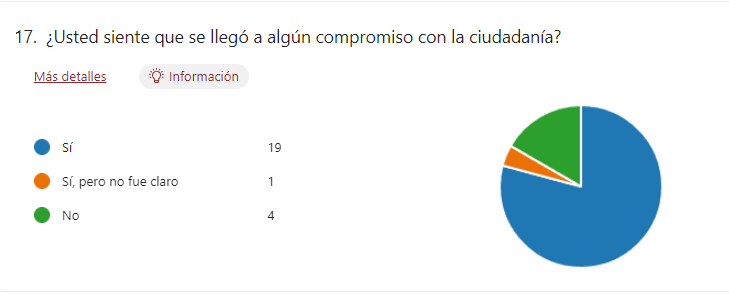 17. ¿Usted siente que se llegó a algún compromiso con la ciudadanía?
Más detalles Información
Sí 19
Sí, pero no fue claro 1
No 4